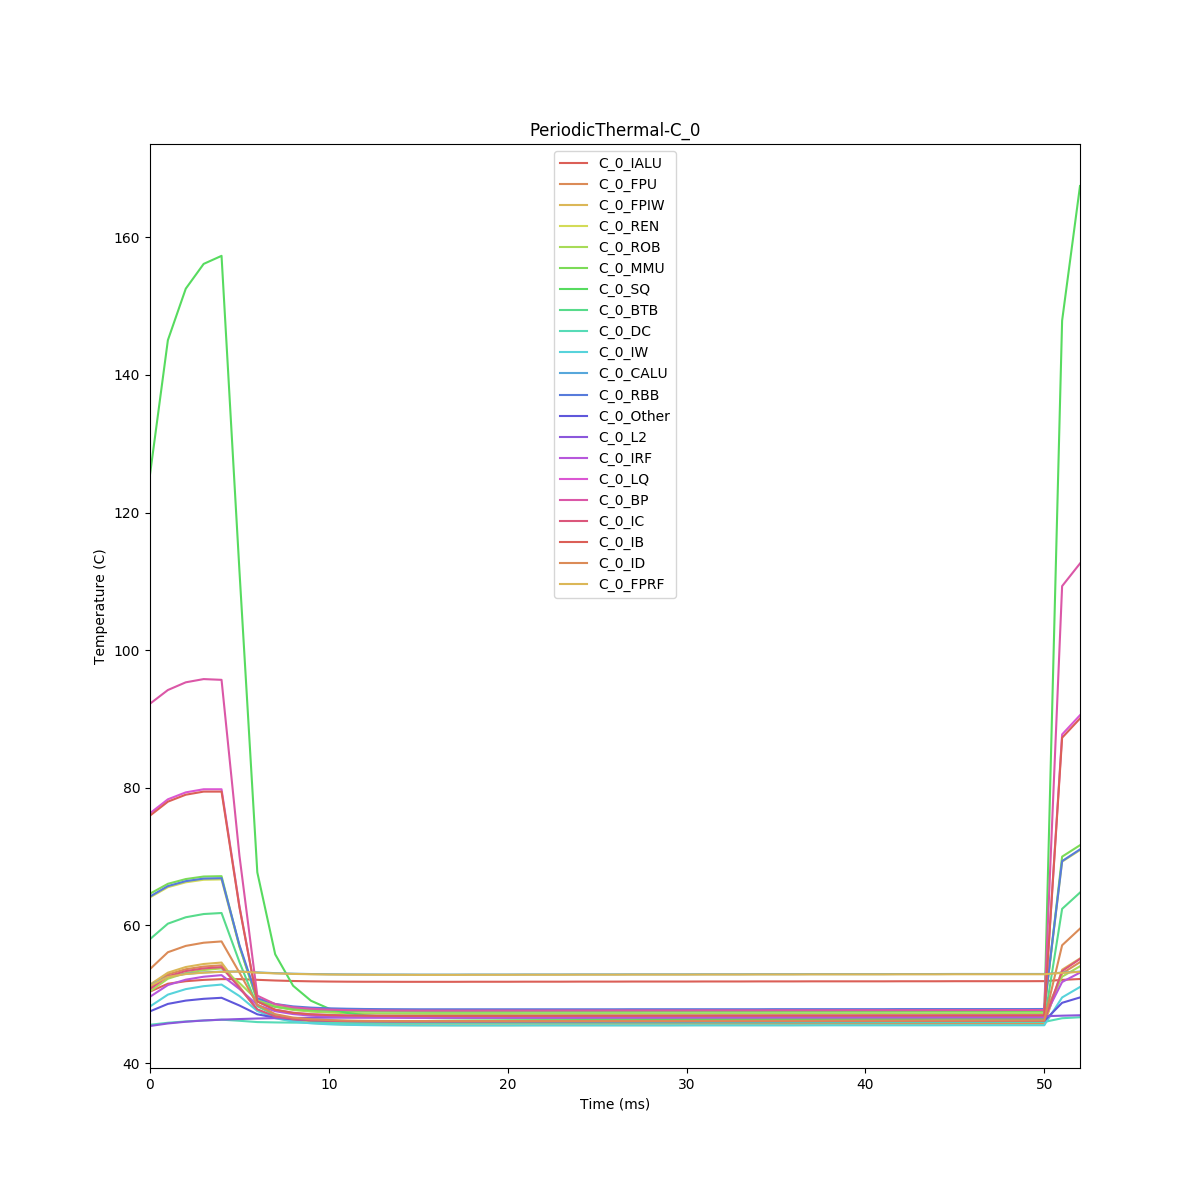 PeriodicThermal-C_0
C_0_IALU
C_0_FPU
C_0_FPIW
C_0_REN
C_0_ROB
C_0_MMU
C_0_SQ
C_0_BTB
C_0_DC
C_0_IW
C_0_CALU
C_0_RBB
C_0_Other
C_0_L2
C_0_IRF
C_0_LQ
C_0_BP
C_0_IC
C_0_IB
C_0_ID
C_0_FPRF
Temperature (C)
160
140
120
100
80
60
40
0 10 20 30 40 50
Time (ms)